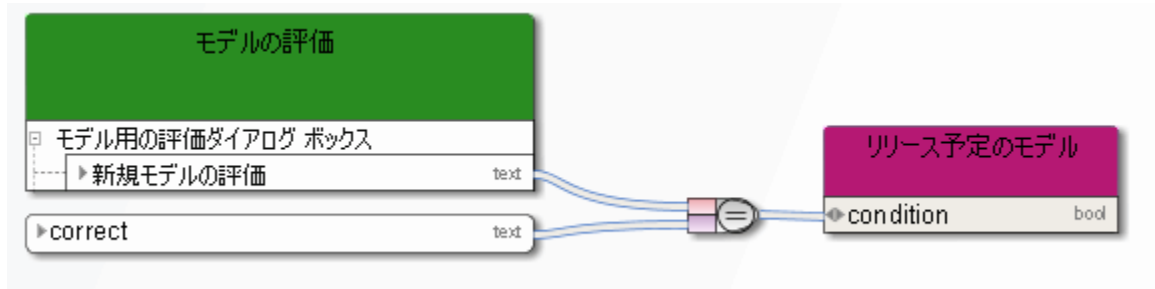 モデルの評価
モデル用の評価ダイアログ ボックス
新規モデルの評価 text
correct text
=
リリース予定のモデル
condition bool